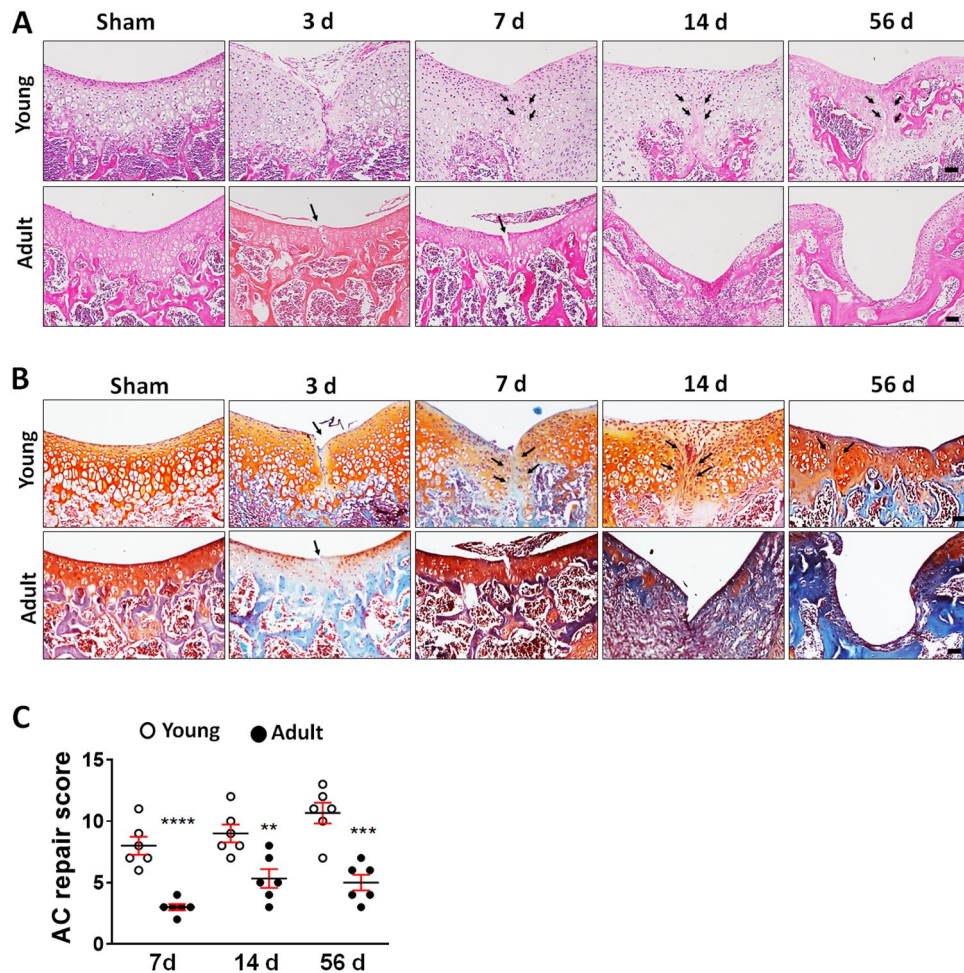 A
Sham 3 d 7 d 14 d 56 d
Young
Adult
B
Sham 3 d 7 d 14 d 56 d
Young
Adult
C
Young Adult
AC repair score
15
10
5
0
**** ** ***
7d 14 d 56 d